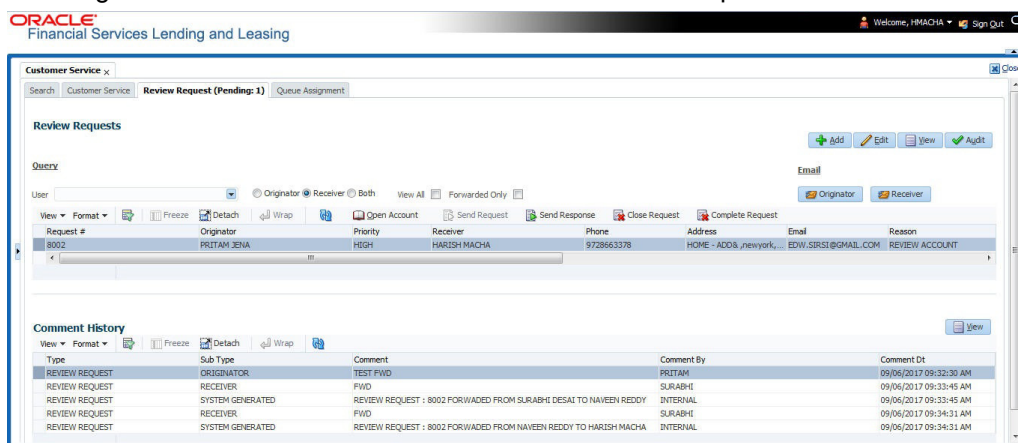 ORACLE
Financial Services Lending and Leasing
Welcome, HMACHA Sign Out
Customer Service x Close
Search Customer Service Review Request (Pending: 1) Queue Assignment
Review Requests
Add Edit View Audit
Query Email
User Originator Receiver Both View All Forwarded Only Originator Receiver
View Format Freeze Detach Wrap Open Account Send Request Send Response Close Request Complete Request
Request # Originator Priority Receiver Phone Address Email Reason
8002 PRITAM JENA HIGH HARISH MACHA 9728663378 HOME - ADD& ,newyork,... EDW.SIRSI@GMAIL.COM REVIEW ACCOUNT
Comment History View
View Format Freeze Detach Wrap
Type Sub Type Comment Comment By Comment Dt
REVIEW REQUEST ORIGINATOR TEST FWD PRITAM 09/06/2017 09:32:30 AM
REVIEW REQUEST RECEIVER FWD SURABHI 09/06/2017 09:33:45 AM
REVIEW REQUEST SYSTEM GENERATED REVIEW REQUEST : 8002 FORWADED FROM SURABHI DESAI TO NAVEEN REDDY INTERNAL 09/06/2017 09:33:45 AM
REVIEW REQUEST RECEIVER FWD SURABHI 09/06/2017 09:34:31 AM
REVIEW REQUEST SYSTEM GENERATED REVIEW REQUEST : 8002 FORWADED FROM NAVEEN REDDY TO HARISH MACHA INTERNAL 09/06/2017 09:34:31 AM